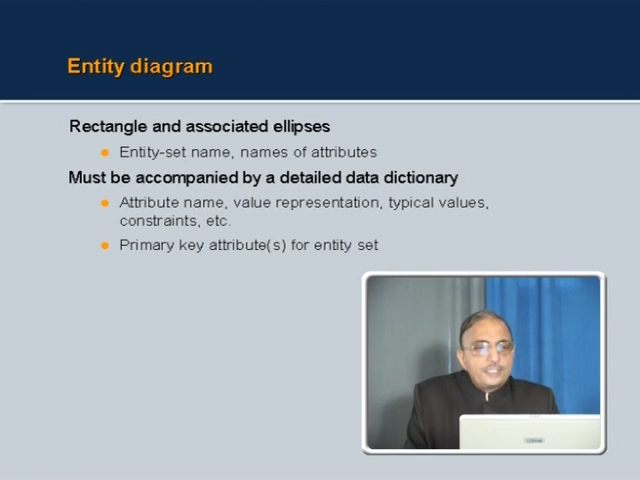 Entity diagram
Rectangle and associated ellipses
Entity-set name, names of attributes
Must be accompanied by a detailed data dictionary
Attribute name, value representation, typical values,
constraints, etc.
Primary key attribute(s) for entity set